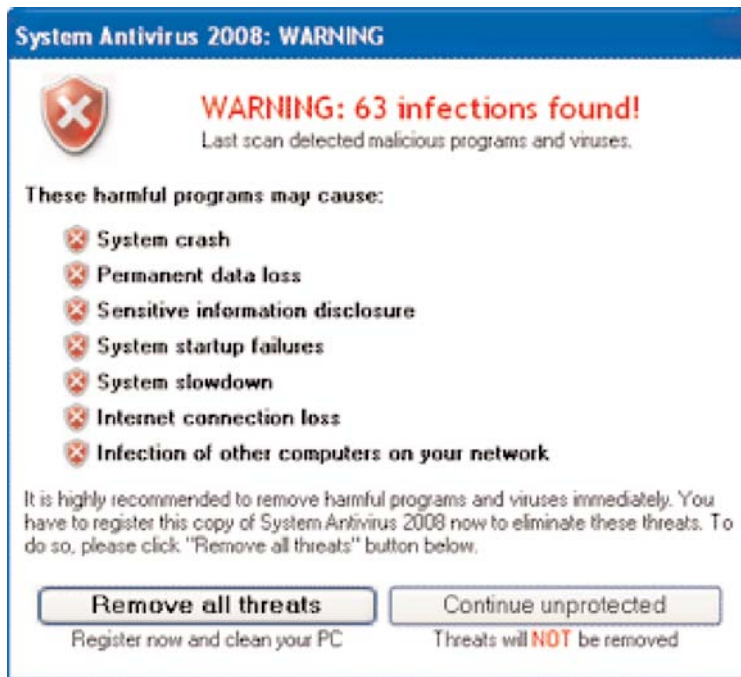 System Antivirus 2008: WARNING
WARNING: 63 infections found!
Last scan detected malicious programs and viruses.
These harmful programs may cause:
System crash
Permanent data loss
Sensitive information disclosure
System startup failures
System slowdown
Internet connection loss
Infection of other computers on your network
It is highly recommended to remove harmful programs and viruses immediately. You
have to register this copy of System Antivirus 2008 now to eliminate these threats. To
do so, please click "Remove all threats" button below.
Remove all threats
Continue unprotected
Register now and clean your PC
Threats will NOT be removed